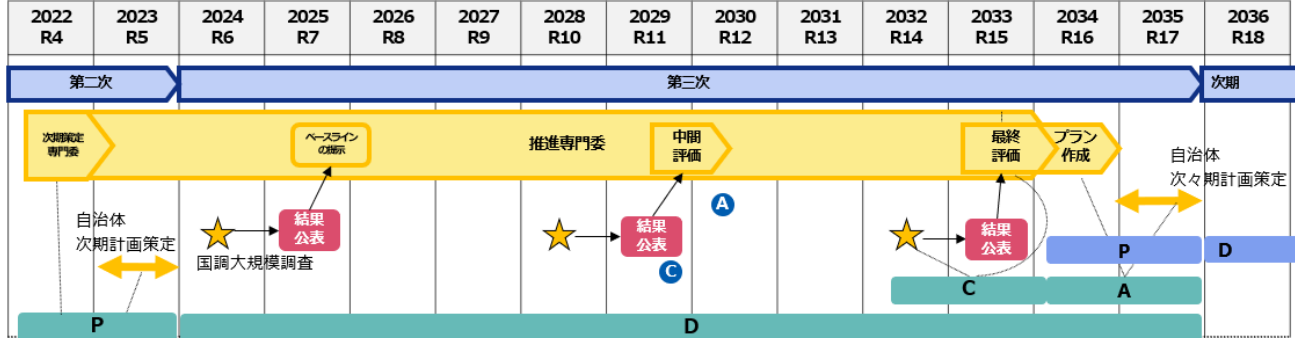 2022 2023 2024 2025 2026 2027 2028 2029 2030 2031 2032 2033 2034 2035 2036
R4 R5 R6 R7 R8 R9 R10 R11 R12 R13 R14 R15 R16 R17 R18
第二次 第三次 次期
次期策定
専門委
ベースライン
の提示
推進専門委
中間
評価
最終
評価
プラン
作成
自治体
次々期計画策定
自治体
次期計画策定
結果
公表
国調大規模調査
結果
公表
A
C
結果
公表
P D
C A
P D